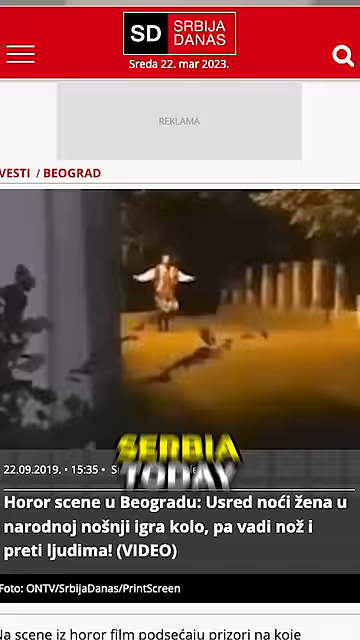 SD SRBIJA
DANAS
Sreda 22. mar 2023.
REKLAMA
VESTI / BEOGRAD
SERBIA
TODAY
22.09.2019. • 15:35 •
Horor scene u Beogradu: Usred noći žena u
narodnoj nošnji igra kolo, pa vadi nož i
preti ljudima! (VIDEO)
Foto: ONTV/SrbijaDanas/PrintScreen
Na scene iz horor film podsećaju prizori na koje